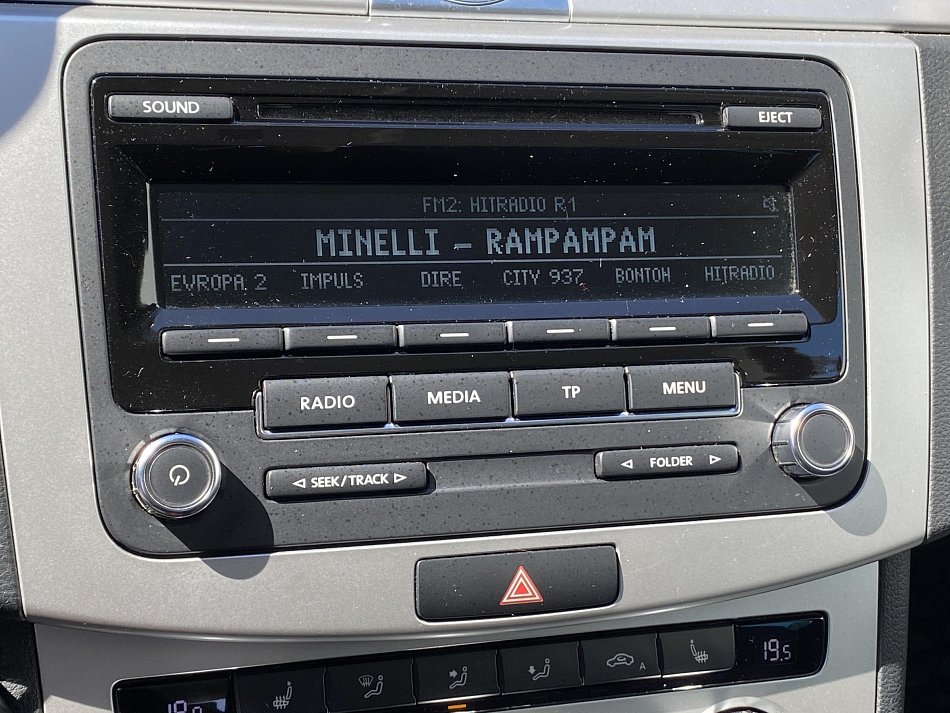 SOUND
EJECT
FM2: HITRADIO R1
MINELLI - RAMPAMPAM
EVROPA 2 IMPULS DIRE CITY 937 BONTOH HITRADIO
RADIO MEDIA TP MENU
SEEK/TRACK
FOLDER
A
19.5